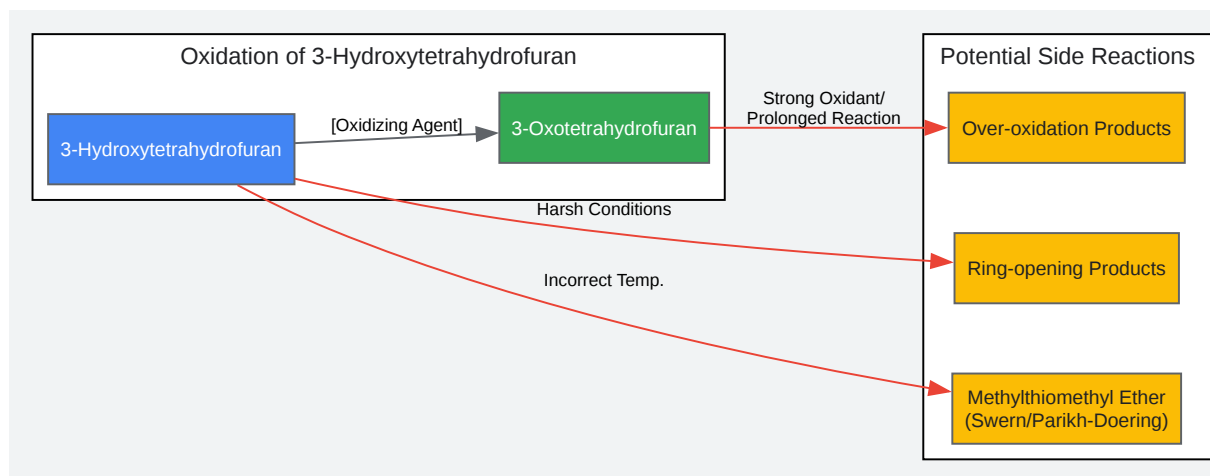 Oxidation of 3-Hydroxytetrahydrofuran
3-Hydroxytetrahydrofuran
[Oxidizing Agent]
3-Oxotetrahydrofuran
Strong Oxidant/
Prolonged Reaction
Harsh Conditions
Incorrect Temp.
Potential Side Reactions
Over-oxidation Products
Ring-opening Products
Methylthiomethyl Ether
(Swern/Parikh-Doering)